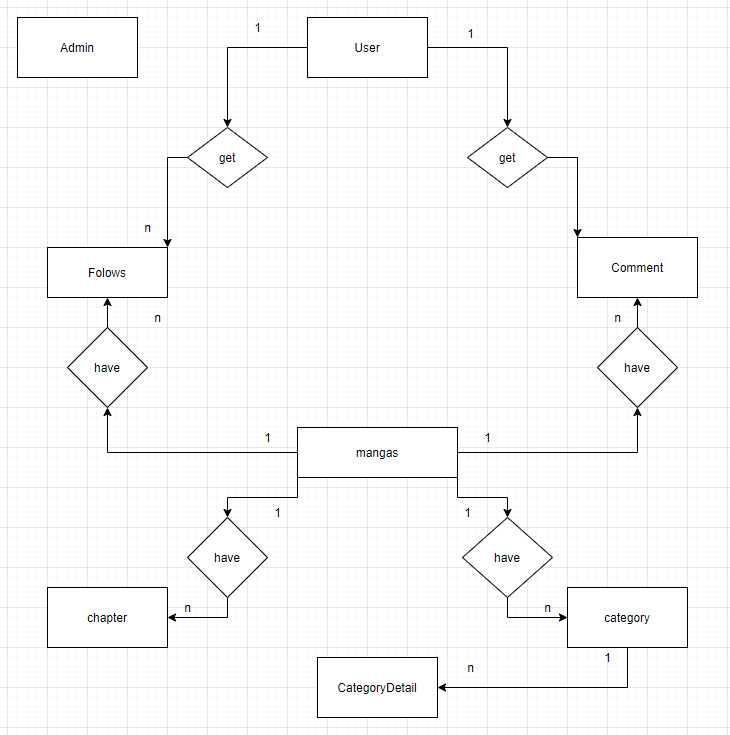 1
1
Admin
User
get
get
n
Folows
Comment
n
n
have
have
1
1
mangas
1
1
have
have
n
n
chapter
category
1
n
CategoryDetail